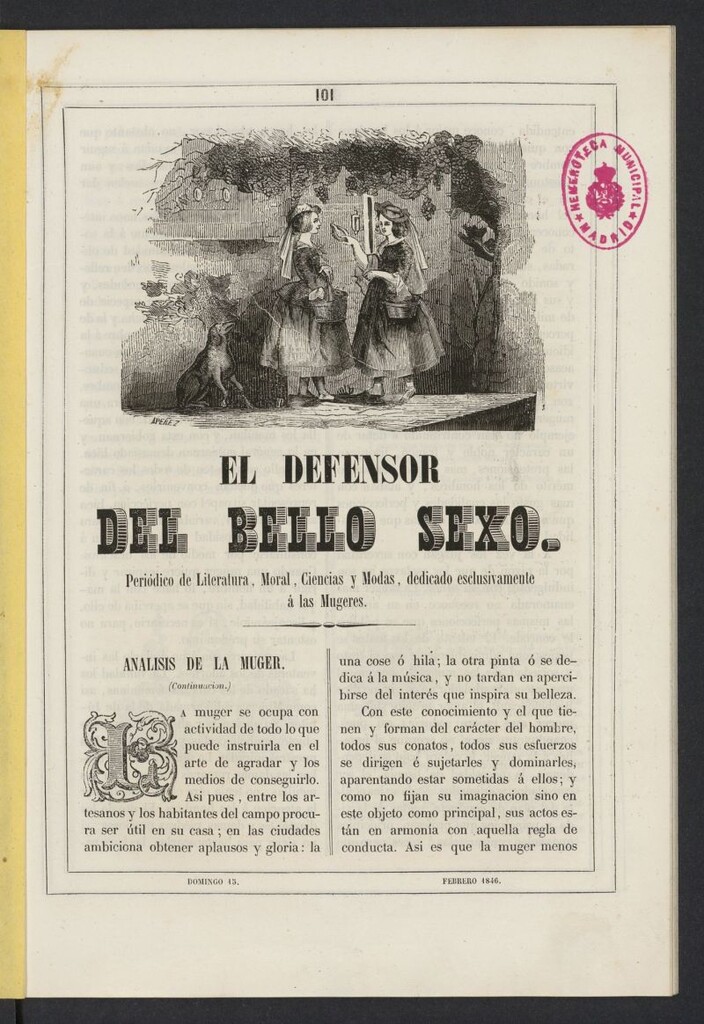 101
HEMEROTECA MUNICIPAL
MADRID
EL DEFENSOR
DEL BELLO SEXO.
Periódico de Literatura, Moral, Ciencias y Modas, dedicado esclusivamente
á las Mugeres.
ANALISIS DE LA MUGER.
(Continuacion.)
LA muger se ocupa con
actividad de todo lo que
puede instruirla en el
arte de agradar y los
medios de conseguirlo.
Asi pues, entre los ar-
tesanos y los habitantes del campo procu-
ra ser útil en su casa; en las ciudades
ambiciona obtener aplausos y gloria: la
una cose ó hila; la otra pinta ó se de-
dica á la música, y no tardan en aperci-
birse del interés que inspira su belleza.
Con este conocimiento y el que tie-
nen y forman del carácter del hombre,
todos sus conatos, todos sus esfuerzos
se dirigen é sujetarles y dominarles,
aparentando estar sometidas á ellos; y
como no fijan su imaginacion sino en
este objeto como principal, sus actos es-
tán en armonía con aquella regla de
conducta. Asi es que la muger menos
DOMINGO 15.
FEBRERO 1846.